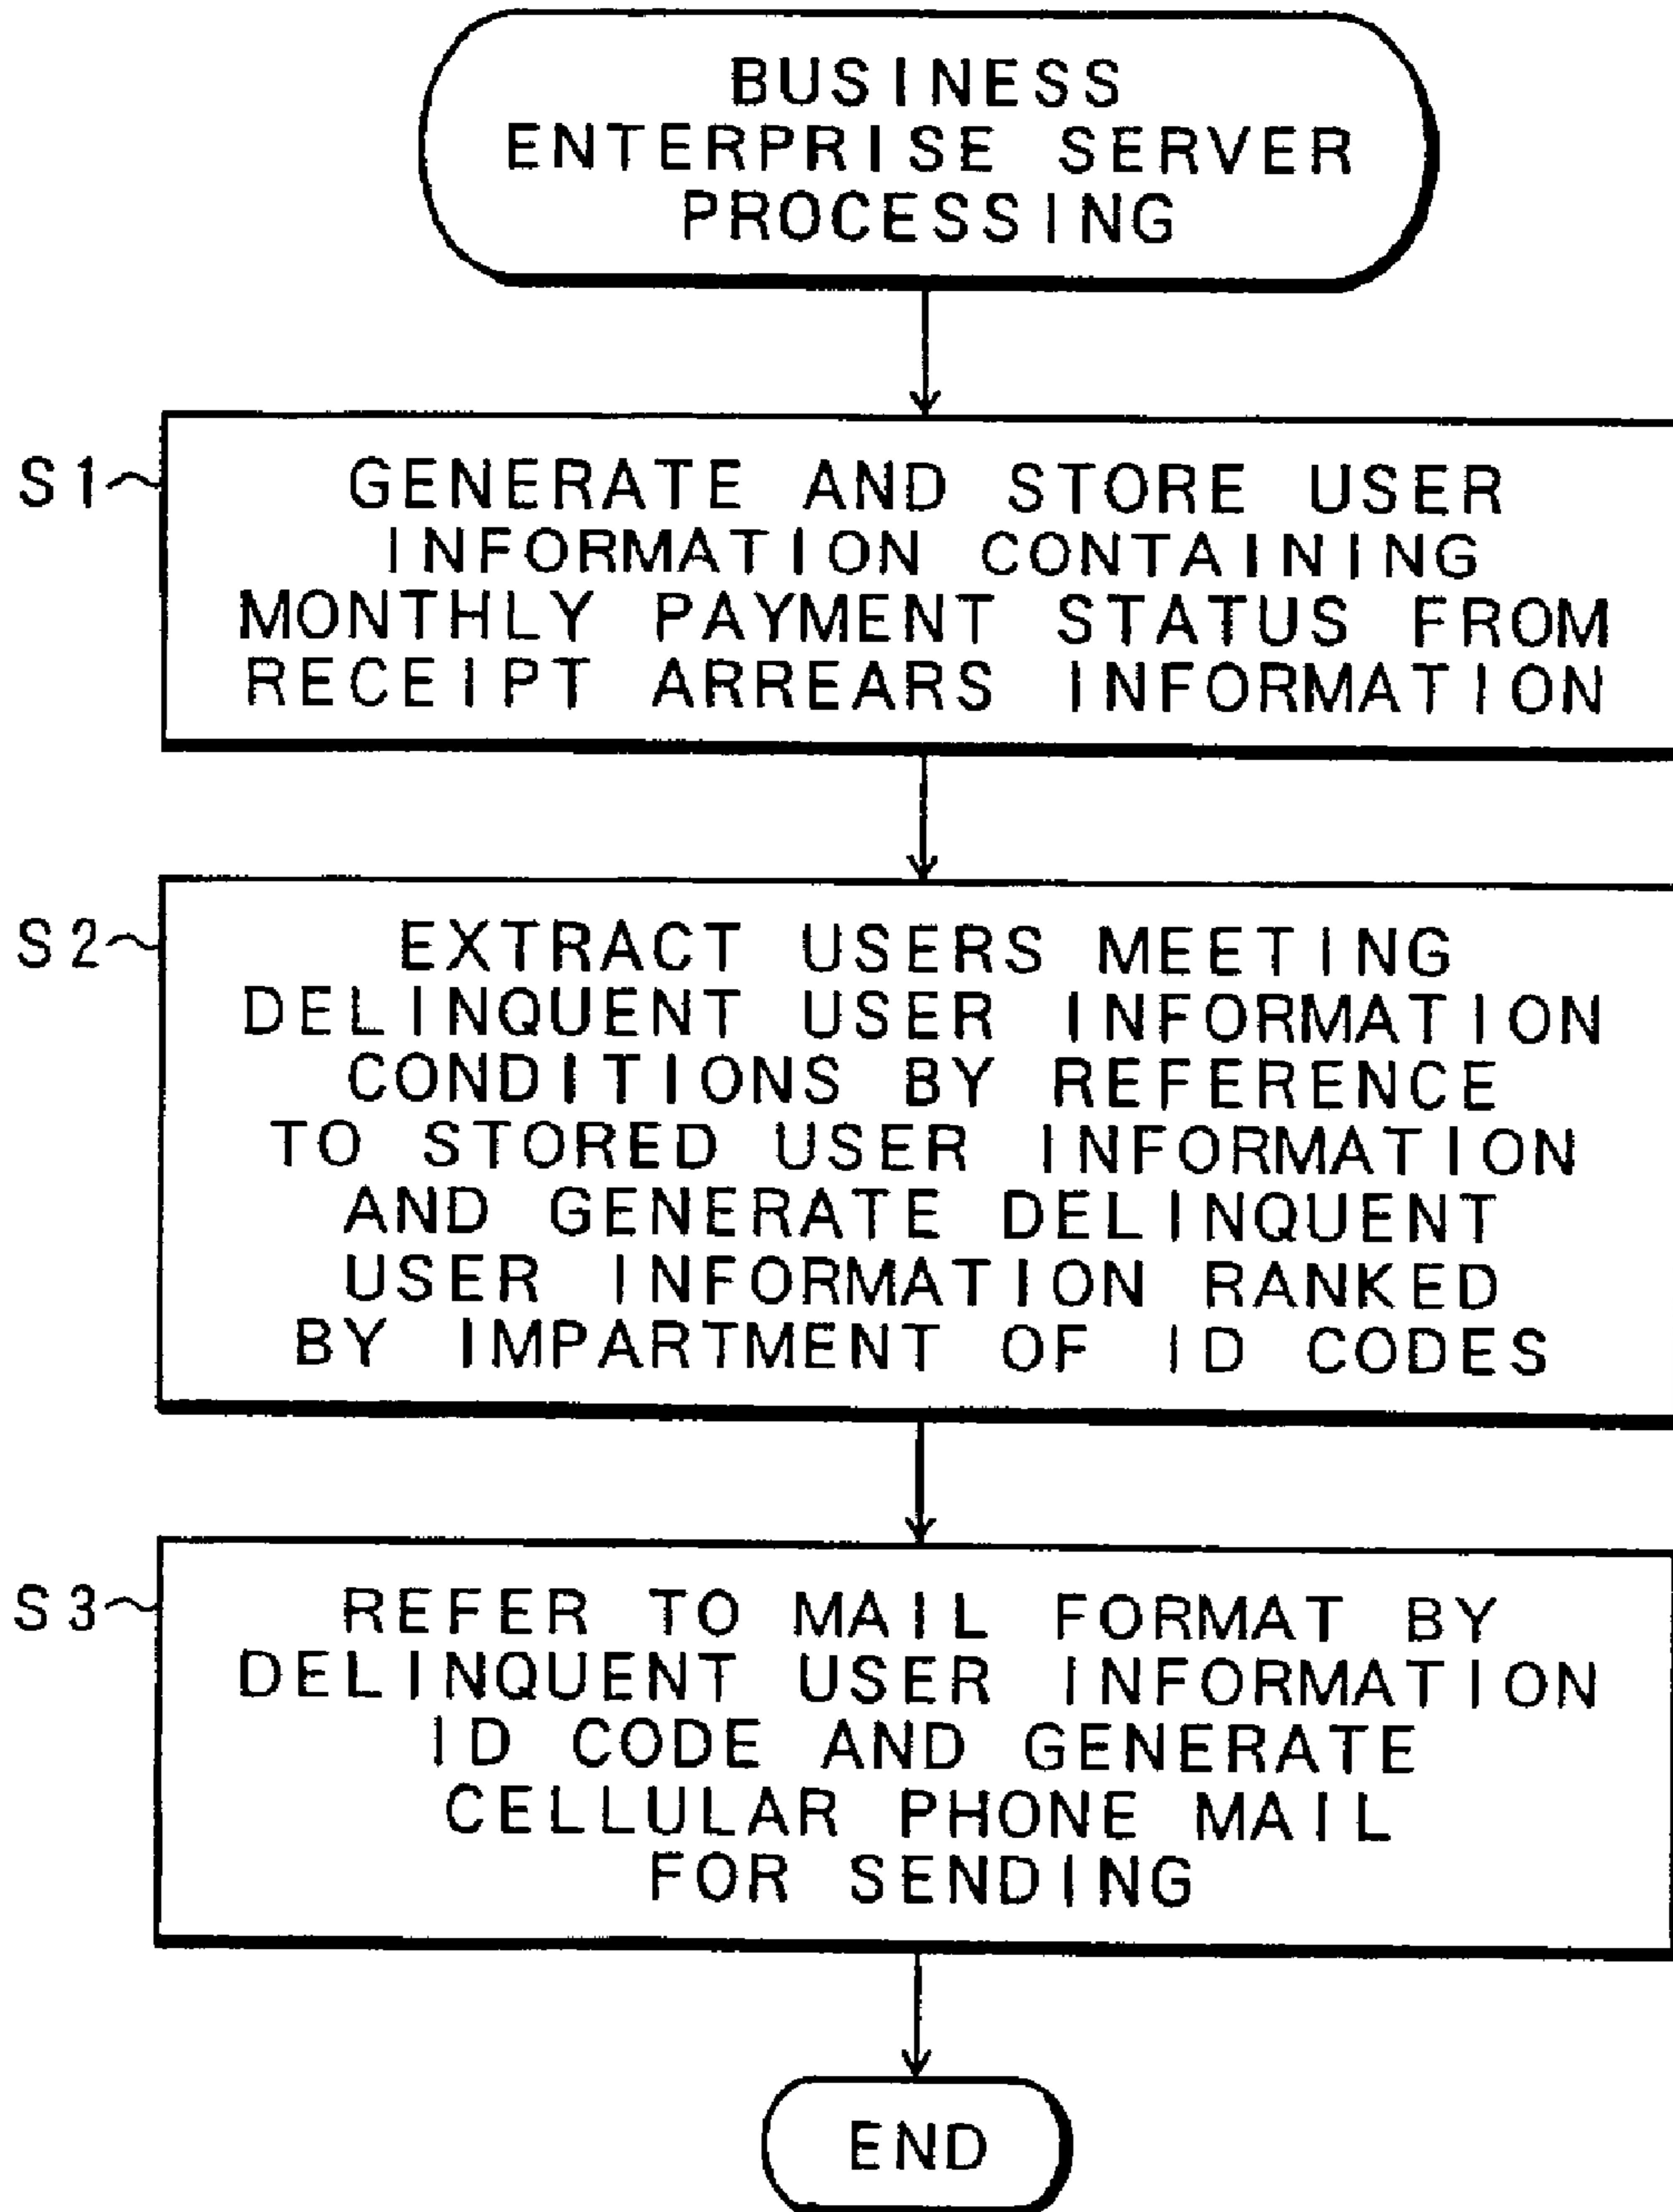 BUSINESS
ENTERPRISE SERVER
PROCESSING
S1
GENERATE AND STORE USER
INFORMATION CONTAINING
MONTHLY PAYMENT STATUS FROM
RECEIPT ARREARS INFORMATION
S2
EXTRACT USERS MEETING
DELINQUENT USER INFORMATION
CONDITIONS BY REFERENCE
TO STORED USER INFORMATION
AND GENERATE DELINQUENT
USER INFORMATION RANKED
BY IMPARTMENT OF ID CODES
S3
REFER TO MAIL FORMAT BY
DELINQUENT USER INFORMATION
ID CODE AND GENERATE
CELLULAR PHONE MAIL
FOR SENDING
END